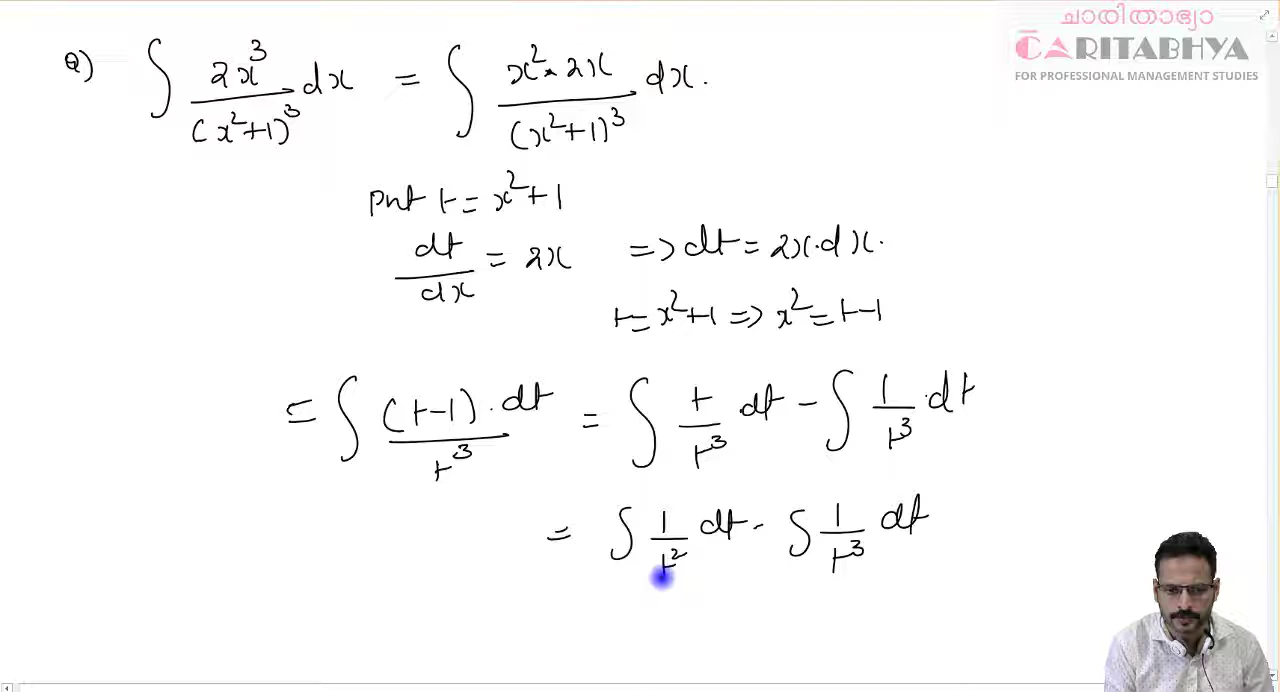 ചാരിതാഭ്യാ
CARITABHYA
FOR PROFESSIONAL MANAGEMENT STUDIES
Q) ∫ 2x³/(x²+1)³ dx = ∫ x²·2x/(x²+1)³ dx.
put t = x²+1
dt/dx = 2x => dt = 2x·dx.
t = x²+1 => x² = t-1
= ∫ (t-1)·dt/t³ = ∫ t/t³ dt - ∫ 1/t³ · dt
= ∫ 1/t² dt - ∫ 1/t³ dt